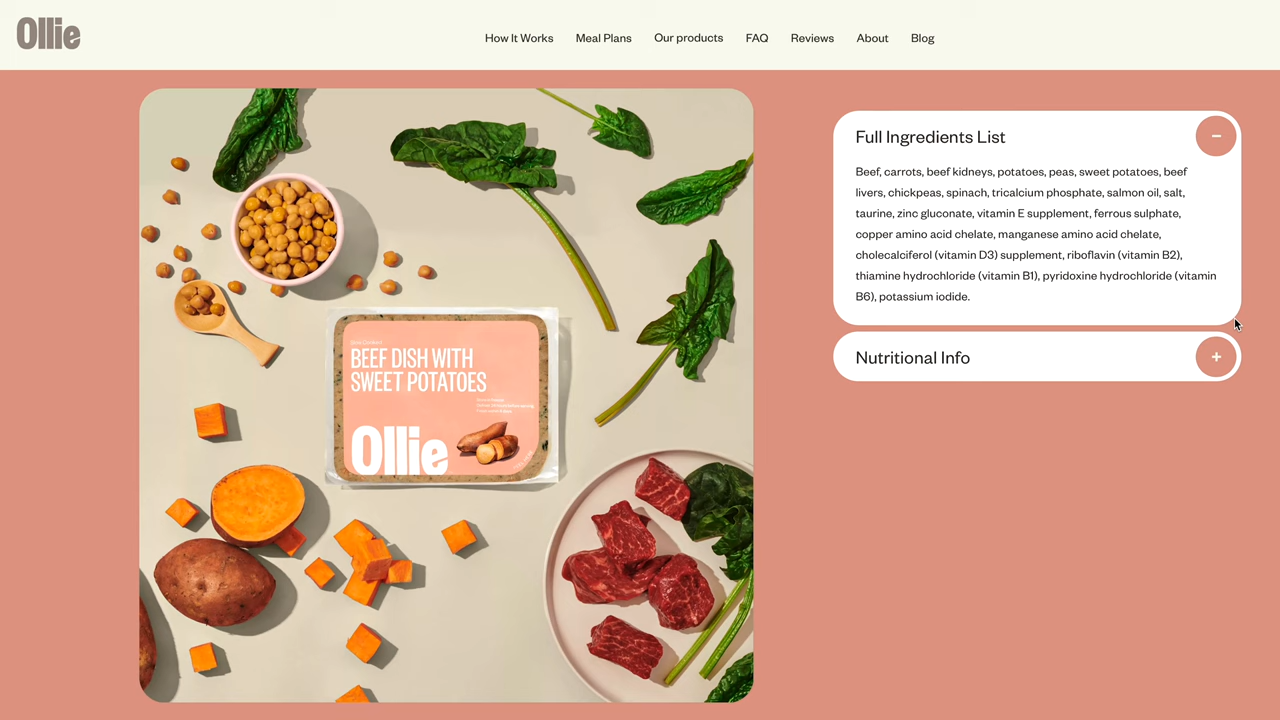 Ollie
How It Works
Meal Plans
Our products
FAQ
Reviews
About
Blog
BEEF DISH WITH
SWEET POTATOES
Ollie
Full Ingredients List
Beef, carrots, beef kidneys, potatoes, peas, sweet potatoes, beef
livers, chickpeas, spinach, tricalcium phosphate, salmon oil, salt,
taurine, zinc gluconate, vitamin E supplement, ferrous sulphate,
copper amino acid chelate, manganese amino acid chelate,
cholecalciferol (vitamin D3) supplement, riboflavin (vitamin B2),
thiamine hydrochloride (vitamin B1), pyridoxine hydrochloride (vitamin
B6), potassium iodide.
Nutritional Info